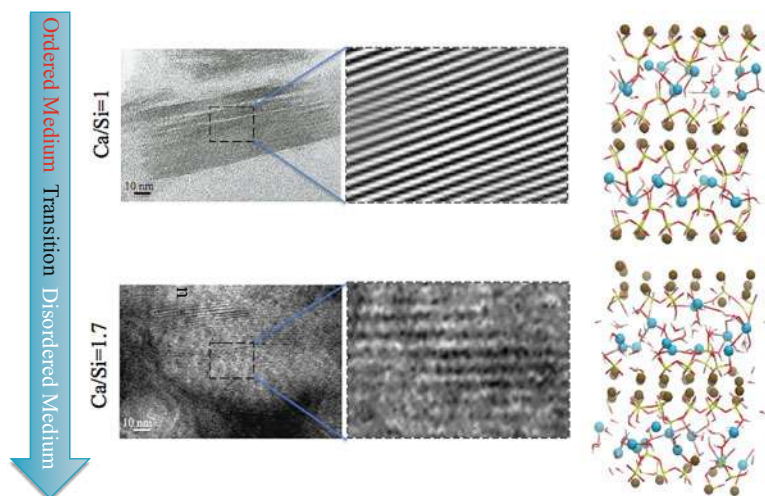 Ordered Medium Transition Disordered Medium
Ca/Si=1
10 nm
Ca/Si=1.7
n
10 nm